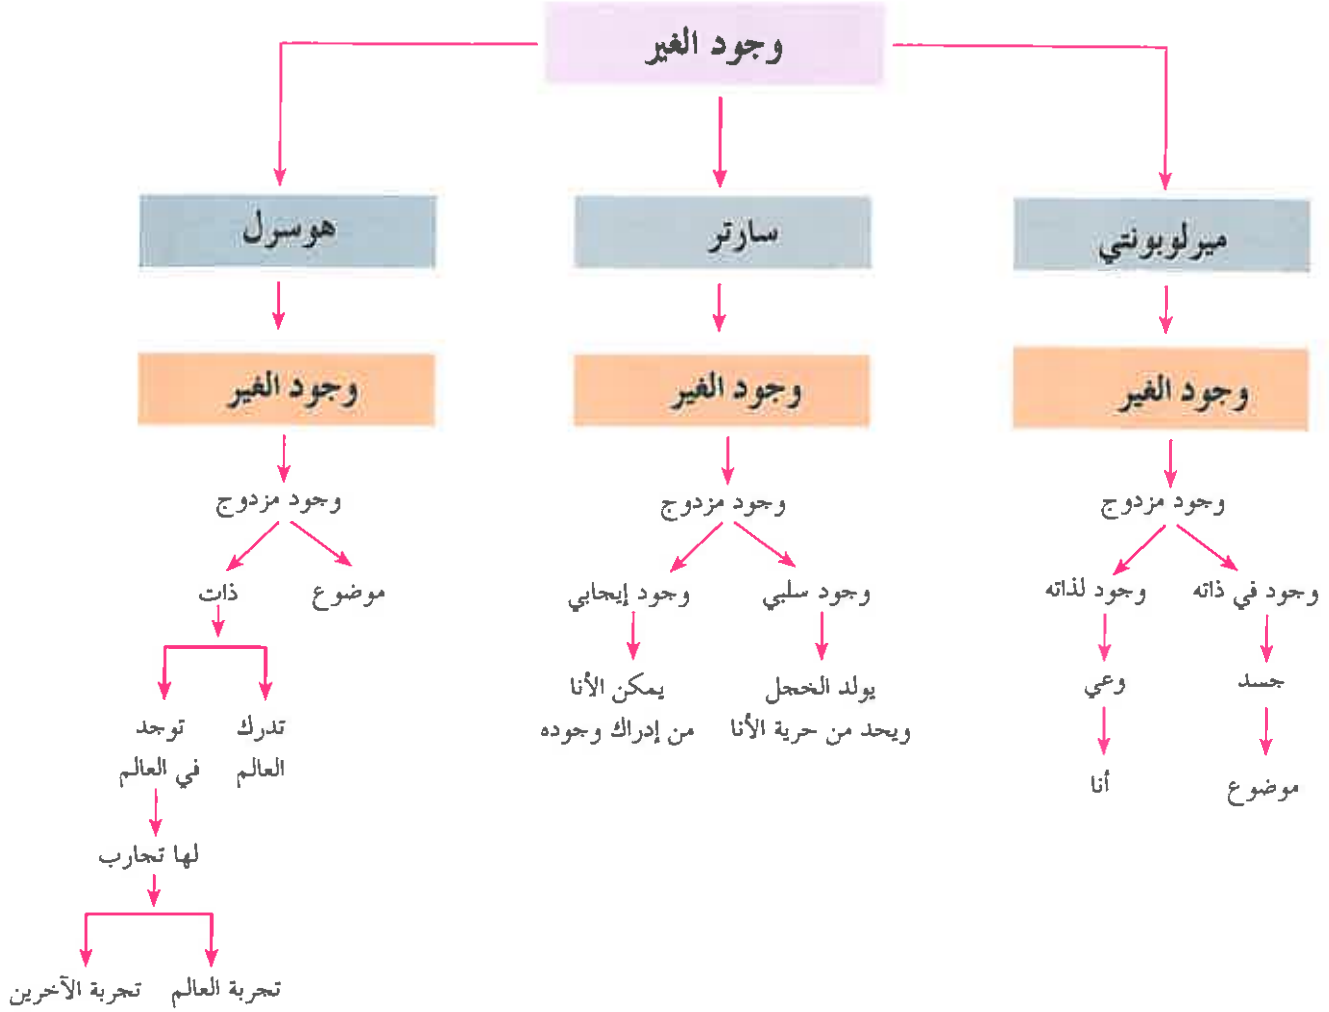 وجود الغير
ميرلوبونتي
سارتر
هوسرل
وجود الغير
وجود الغير
وجود الغير
وجود مزدوج
وجود مزدوج
وجود مزدوج
وجود في ذاته
وجود لذاته
وجود سلبي
وجود إيجابي
موضوع
ذات
جسد
وعي
يولد الخجل
ويحد من حرية الأنا
يمكن الأنا
من إدراك وجوده
تدرك
العالم
توجد
في العالم
موضوع
أنا
لها تجارب
تجربة العالم
تجربة الآخرين